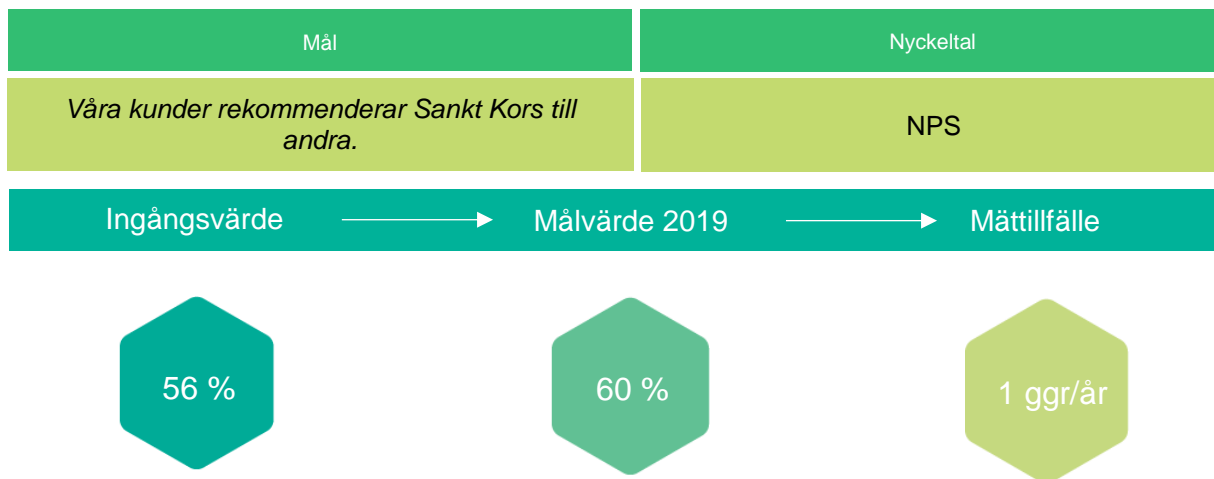 Mål
Nyckeltal
Våra kunder rekommenderar Sankt Kors till
andra.
NPS
Ingångsvärde
Målvärde 2019
Mättillfälle
56 %
60 %
1 ggr/år